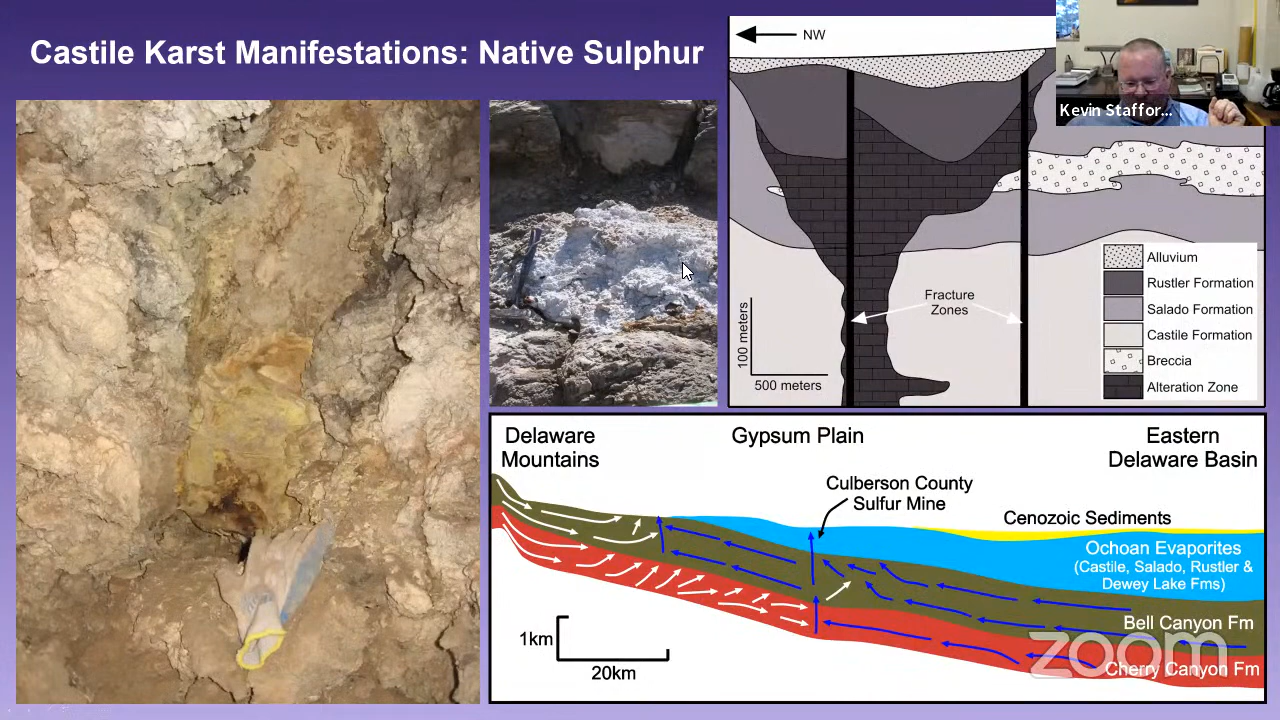 Castile Karst Manifestations: Native Sulphur
NW
Kevin Staffor...
Fracture
Zones
100 meters
500 meters
Alluvium
Rustler Formation
Salado Formation
Castile Formation
Breccia
Alteration Zone
Delaware
Mountains
Gypsum Plain
Eastern
Delaware Basin
Culberson County
Sulfur Mine
Cenozoic Sediments
Ochoan Evaporites
(Castile, Salado, Rustler &
Dewey Lake Fms)
Bell Canyon Fm
Cherry Canyon Fm
1km
20km
zoom